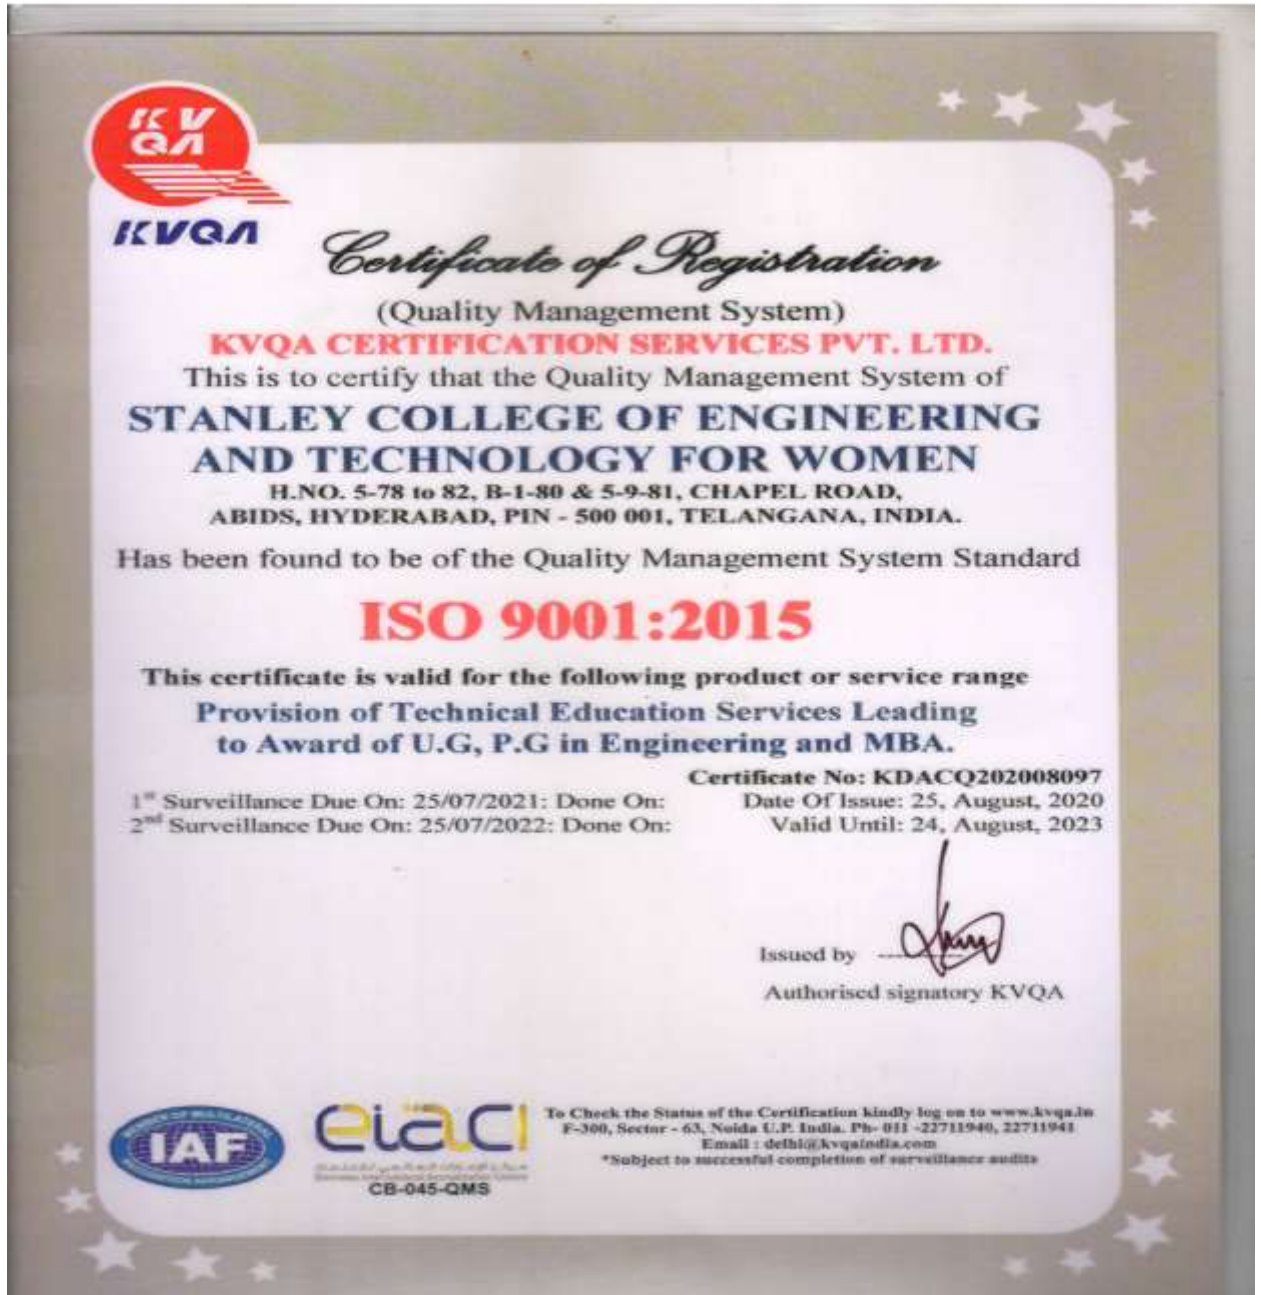 KV
QA
KVQA
Certificate of Registration
(Quality Management System)
KVQA CERTIFICATION SERVICES PVT. LTD.
This is to certify that the Quality Management System of
STANLEY COLLEGE OF ENGINEERING
AND TECHNOLOGY FOR WOMEN
H.NO. 5-78 to 82, B-1-80 & 5-9-81, CHAPEL ROAD,
ABIDS, HYDERABAD, PIN - 500 001, TELANGANA, INDIA.
Has been found to be of the Quality Management System Standard
ISO 9001:2015
This certificate is valid for the following product or service range
Provision of Technical Education Services Leading
to Award of U.G, P.G in Engineering and MBA.
Certificate No: KDACQ202008097
1st Surveillance Due On: 25/07/2021: Done On: Date Of Issue: 25, August, 2020
2nd Surveillance Due On: 25/07/2022: Done On: Valid Until: 24, August, 2023
Issued by
Authorised signatory KVQA
IAF
eiaci
CB-045-QMS
To Check the Status of the Certification kindly log on to www.kvqa.in
F-300, Sector - 63, Noida U.P. India. Ph- 011 -22711940, 22711941
Email : delhi@kvqaindia.com
*Subject to successful completion of surveillance audits